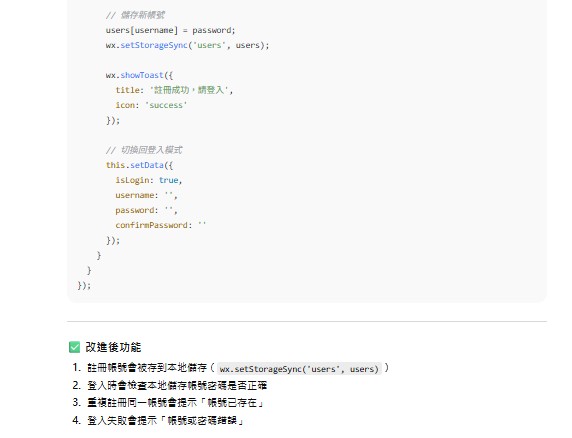 // 儲存新帳號
users[username] = password;
wx.setStorageSync('users', users);
wx.showToast({
title: '註冊成功，請登入',
icon: 'success'
});
// 切換回登入模式
this.setData({
isLogin: true,
username: '',
password: '',
confirmPassword: ''
});
}
}
});
✅ 改進後功能
1. 註冊帳號會被存到本地儲存（ wx.setStorageSync('users', users) ）
2. 登入時會檢查本地儲存帳號密碼是否正確
3. 重複註冊同一帳號會提示「帳號已存在」
4. 登入失敗會提示「帳號或密碼錯誤」